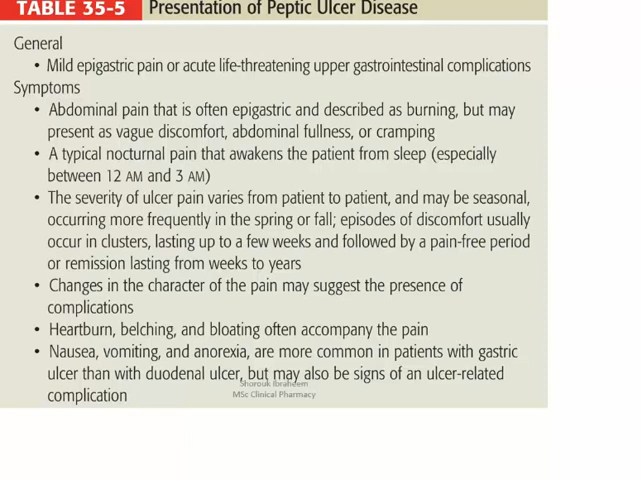 TABLE 35-5 Presentation of Peptic Ulcer Disease
General
• Mild epigastric pain or acute life-threatening upper gastrointestinal complications
Symptoms
• Abdominal pain that is often epigastric and described as burning, but may
present as vague discomfort, abdominal fullness, or cramping
• A typical nocturnal pain that awakens the patient from sleep (especially
between 12 AM and 3 AM)
• The severity of ulcer pain varies from patient to patient, and may be seasonal,
occurring more frequently in the spring or fall; episodes of discomfort usually
occur in clusters, lasting up to a few weeks and followed by a pain-free period
or remission lasting from weeks to years
• Changes in the character of the pain may suggest the presence of
complications
• Heartburn, belching, and bloating often accompany the pain
• Nausea, vomiting, and anorexia, are more common in patients with gastric
ulcer than with duodenal ulcer, but may also be signs of an ulcer-related
complication
Shorouk Ibraheem
MSc Clinical Pharmacy